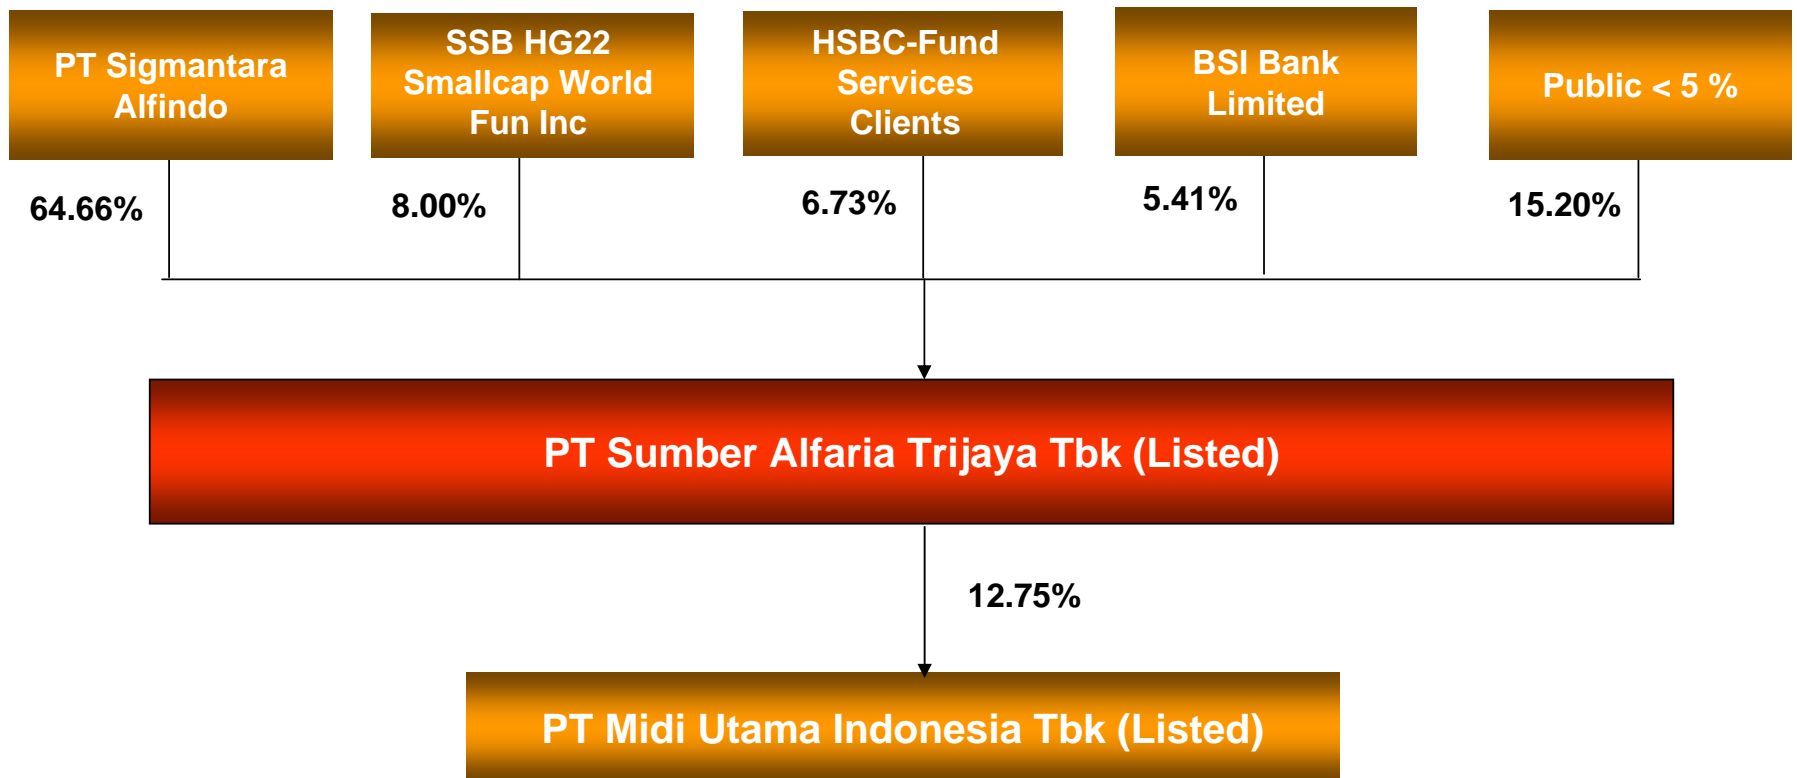 PT Sigmantara
Alfindo
SSB HG22
Smallcap World
Fun Inc
HSBC-Fund
Services
Clients
BSI Bank
Limited
Public < 5 %
64.66%
8.00%
6.73%
5.41%
15.20%
PT Sumber Alfaria Trijaya Tbk (Listed)
12.75%
PT Midi Utama Indonesia Tbk (Listed)